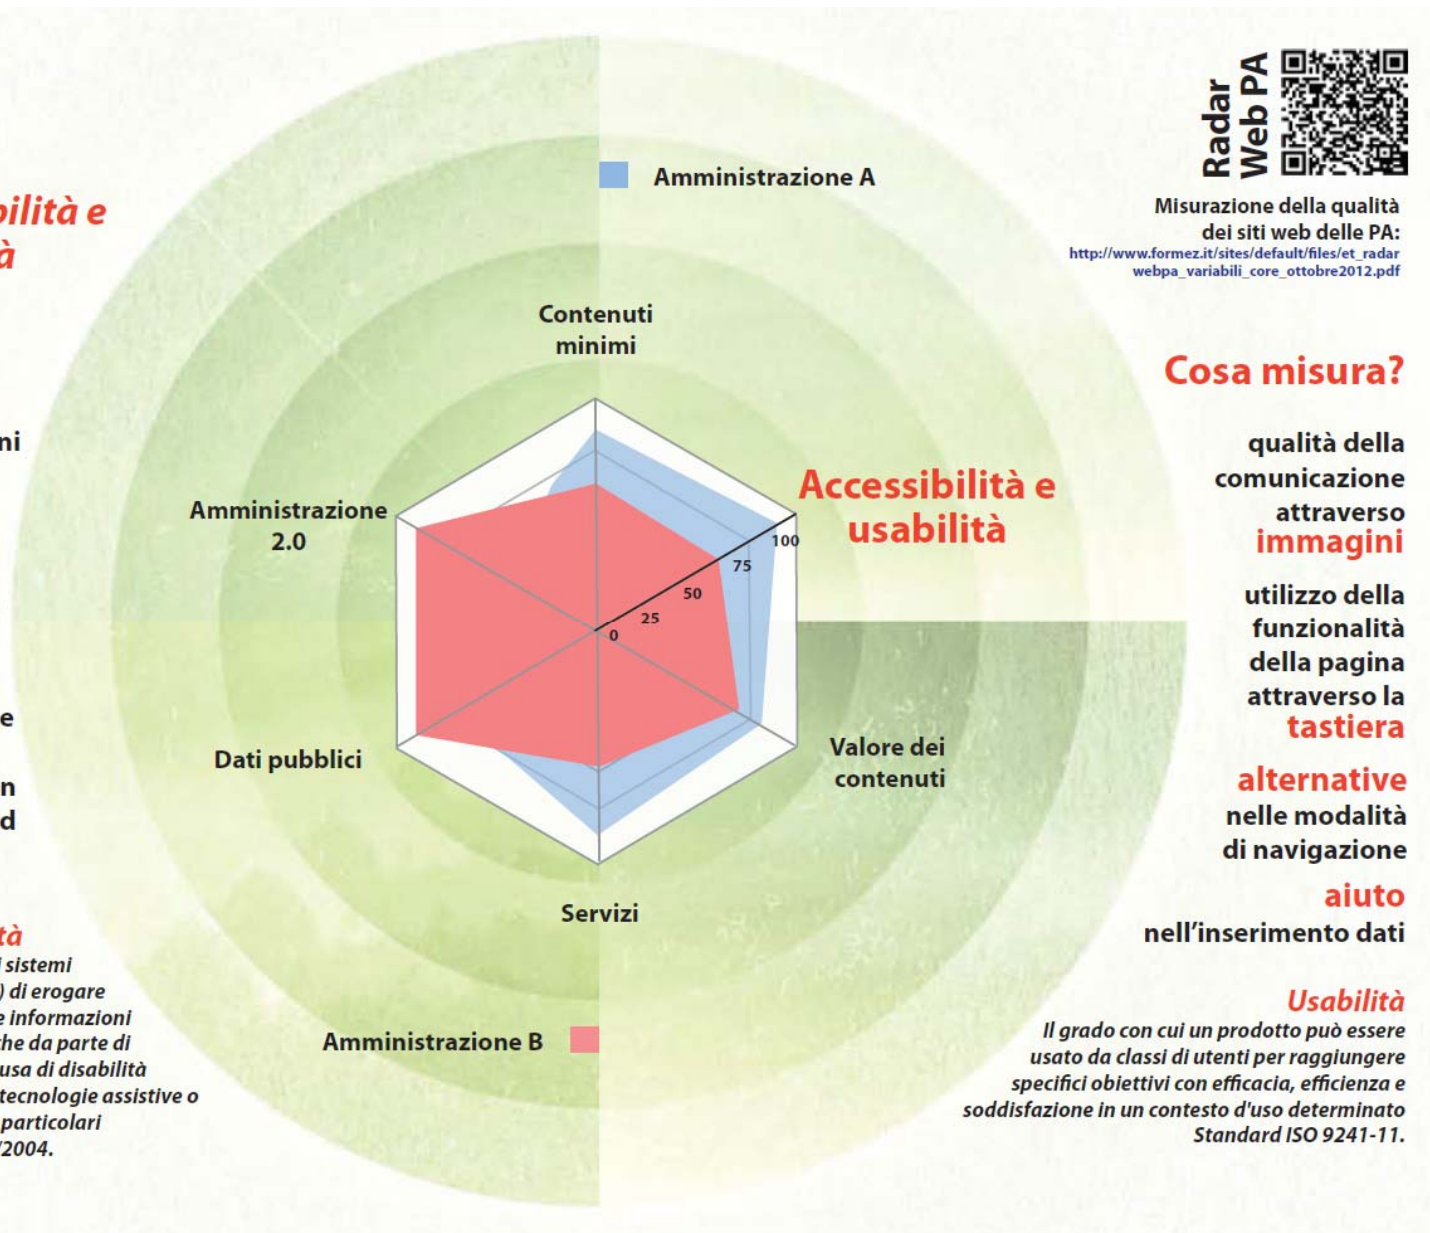 bilità e
à
ni
e
n
d
tà
i sistemi
) di erogare
e informazioni
che da parte di
usa di disabilità
tecnologie assistive o
particolari
/2004.
Amministrazione A
Contenuti
minimi
Amministrazione
2.0
Accessibilità e
usabilità
100
75
50
25
0
Dati pubblici
Valore dei
contenuti
Servizi
Amministrazione B
Radar
Web PA
Misurazione della qualità
dei siti web delle PA:
http://www.formez.it/sites/default/files/et_radar
webpa_variabili_core_ottobre2012.pdf
Cosa misura?
qualità della
comunicazione
attraverso
immagini
utilizzo della
funzionalità
della pagina
attraverso la
tastiera
alternative
nelle modalità
di navigazione
aiuto
nell’inserimento dati
Usabilità
Il grado con cui un prodotto può essere
usato da classi di utenti per raggiungere
specifici obiettivi con efficacia, efficienza e
soddisfazione in un contesto d'uso determinato
Standard ISO 9241-11.